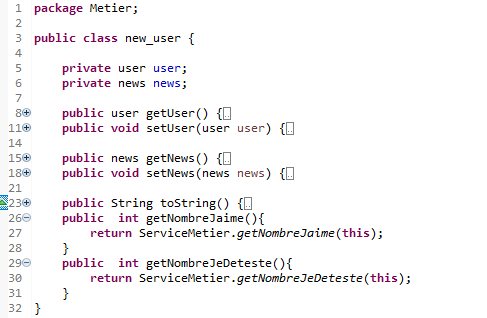 1 package Metier;
2
3 public class new_user {
4
5     private user user;
6     private news news;
7
8     public user getUser() {..
11     public void setUser(user user) {..
14
15     public news getNews() {..
18     public void setNews(news news) {..
21
23     public String toString() {..
26     public  int getNombreJaime(){
27         return ServiceMetier.getNombreJaime(this);
28     }
29     public  int getNombreJeDeteste(){
30         return ServiceMetier.getNombreJeDeteste(this);
31     }
32 }